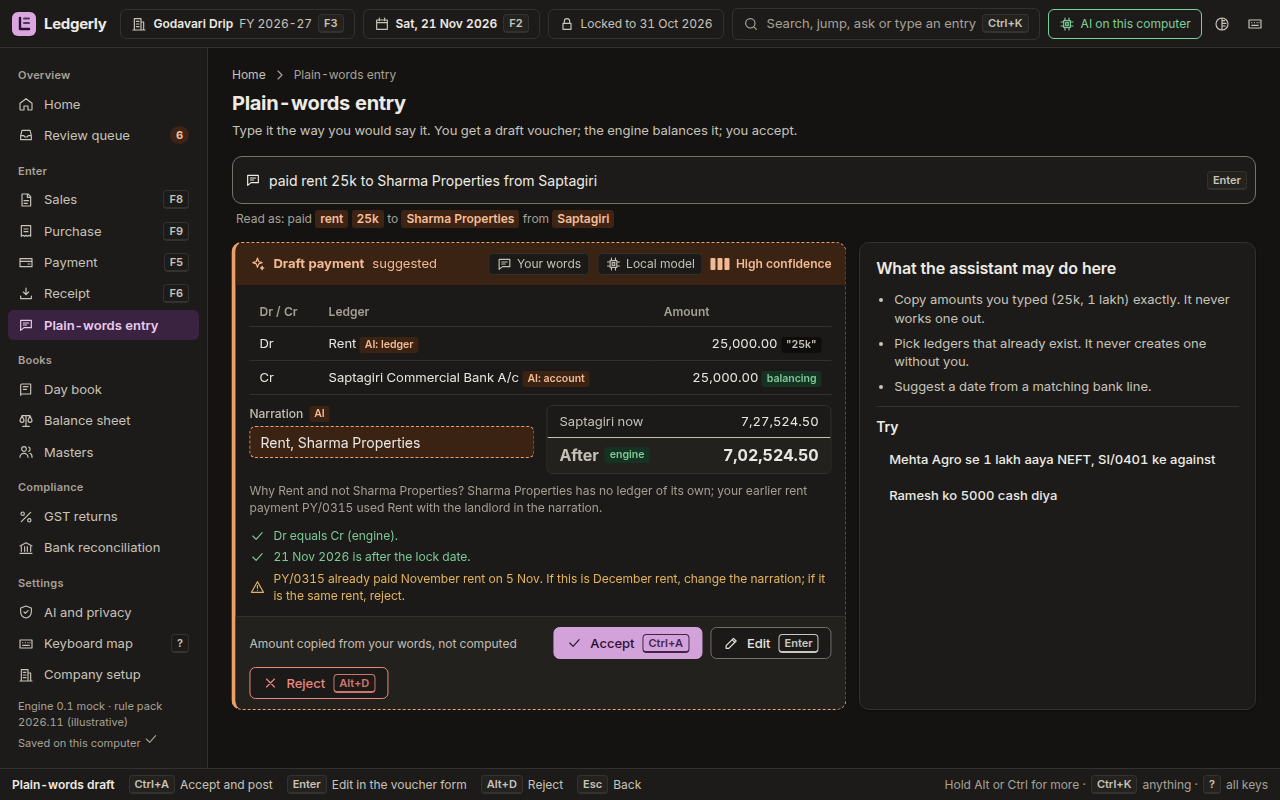 Ledgerly
Godavari Drip FY 2026-27 F3
Sat, 21 Nov 2026 F2
Locked to 31 Oct 2026
Search, jump, ask or type an entry Ctrl+K
AI on this computer
Overview
Home
Review queue 6
Enter
Sales F8
Purchase F9
Payment F5
Receipt F6
Plain-words entry
Books
Day book
Balance sheet
Masters
Compliance
GST returns
Bank reconciliation
Settings
AI and privacy
Keyboard map ?
Company setup
Engine 0.1 mock · rule pack
2026.11 (illustrative)
Saved on this computer
Home > Plain-words entry
Plain-words entry
Type it the way you would say it. You get a draft voucher; the engine balances it; you accept.
paid rent 25k to Sharma Properties from Saptagiri Enter
Read as: paid rent 25k to Sharma Properties from Saptagiri
Draft payment suggested Your words Local model High confidence
Dr / Cr Ledger Amount
Dr Rent AI: ledger 25,000.00 "25k"
Cr Saptagiri Commercial Bank A/c AI: account 25,000.00 balancing
Narration AI
Rent, Sharma Properties
Saptagiri now 7,27,524.50
After engine 7,02,524.50
Why Rent and not Sharma Properties? Sharma Properties has no ledger of its own; your earlier rent
payment PY/0315 used Rent with the landlord in the narration.
Dr equals Cr (engine).
21 Nov 2026 is after the lock date.
PY/0315 already paid November rent on 5 Nov. If this is December rent, change the narration; if it
is the same rent, reject.
Amount copied from your words, not computed
Accept Ctrl+A
Edit Enter
Reject Alt+D
What the assistant may do here
• Copy amounts you typed (25k, 1 lakh) exactly. It never
works one out.
• Pick ledgers that already exist. It never creates one
without you.
• Suggest a date from a matching bank line.
Try
Mehta Agro se 1 lakh aaya NEFT, SI/0401 ke against
Ramesh ko 5000 cash diya
Plain-words draft Ctrl+A Accept and post Enter Edit in the voucher form Alt+D Reject Esc Back
Hold Alt or Ctrl for more · Ctrl+K anything · ? all keys